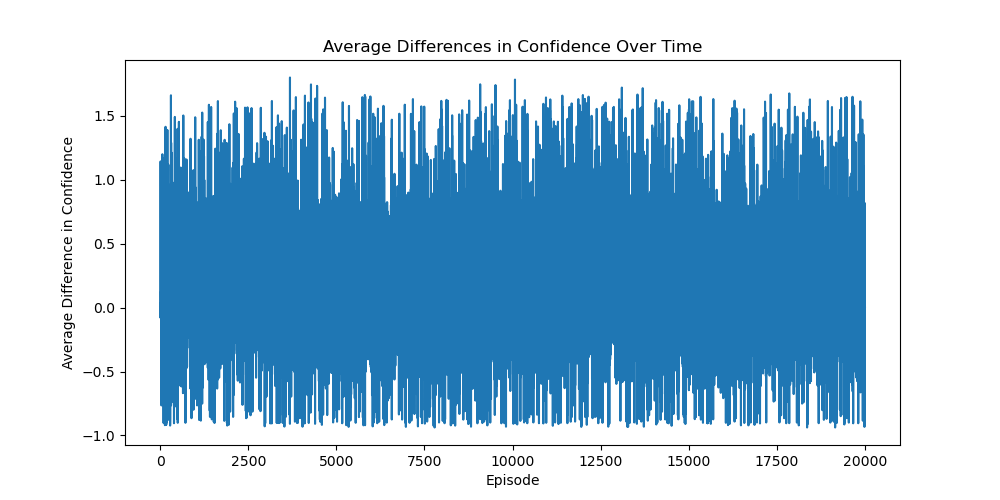 Average Differences in Confidence Over Time
Average Difference in Confidence
1.5
1.0
0.5
0.0
−0.5
−1.0
0 2500 5000 7500 10000 12500 15000 17500 20000
Episode